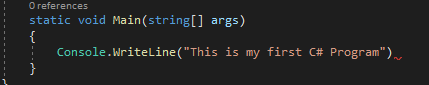 0 references
static void Main(string[] args)
{
Console.WriteLine("This is my first C# Program")
}
}